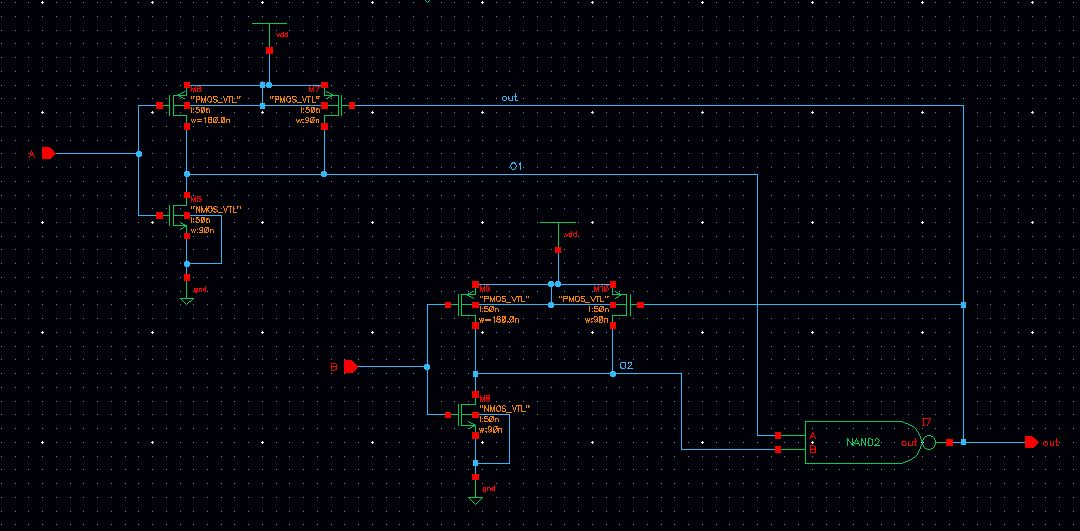 vdd
M6
M7
"PMOS_VTL"
"PMOS_VTL"
l:50n
l:50n
w=180.0n
w:90n
out
A
O1
M5
"NMOS_VTL"
l:50n
w:90n
vdd
gnd
M9
M10
"PMOS_VTL"
"PMOS_VTL"
l:50n
l:50n
w=180.0n
w:90n
B
O2
M8
"NMOS_VTL"
l:50n
w:90n
I7
A
NAND2
out
out
B
gnd